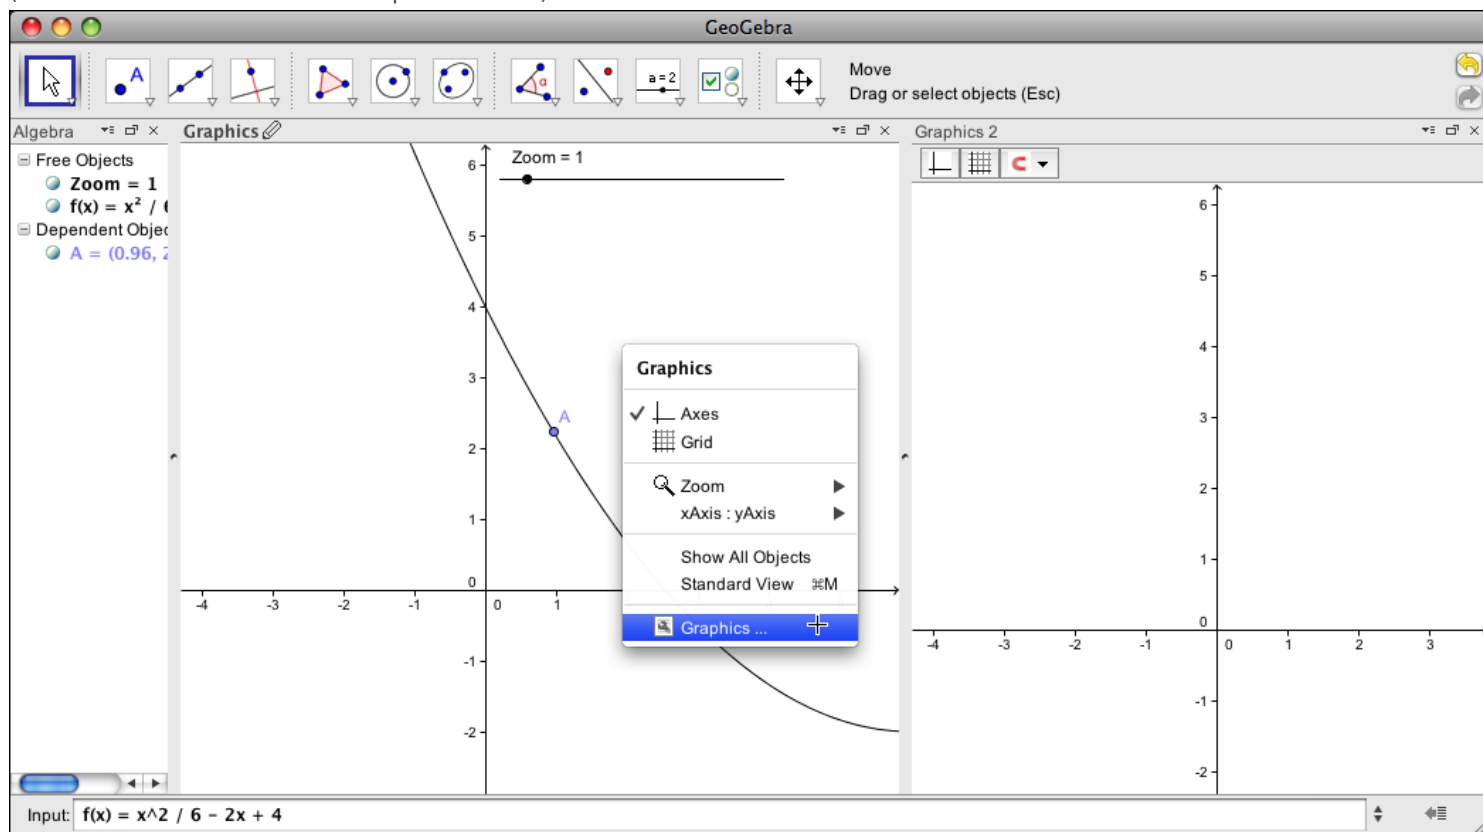 GeoGebra
Move
Drag or select objects (Esc)
A
α
a=2
Algebra
Graphics
Graphics 2
Free Objects
Zoom = 1
f(x) = x² / 6
Dependent Objec
A = (0.96, 2
Zoom = 1
6
5
4
3
2
1
0
-4
-3
-2
-1
0
1
-1
-2
A
Graphics
Axes
Grid
Zoom
xAxis : yAxis
Show All Objects
Standard View ⌘M
Graphics ...
6
5
4
3
2
1
0
-4
-3
-2
-1
0
1
2
3
-1
-2
Input: f(x) = x^2 / 6 – 2x + 4